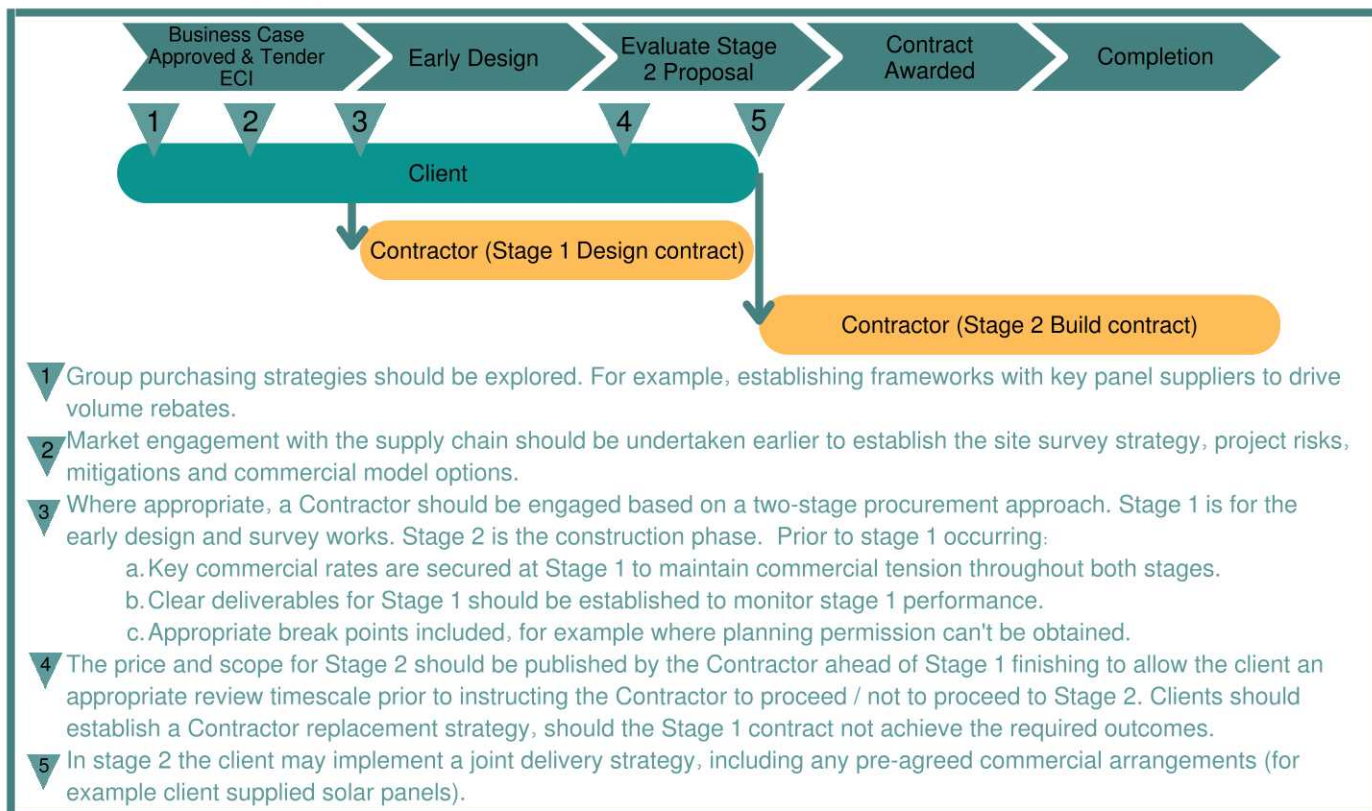 Business Case
Approved & Tender
ECI
Early Design
Evaluate Stage
2 Proposal
Contract
Awarded
Completion
1
2
3
4
5
Client
Contractor (Stage 1 Design contract)
Contractor (Stage 2 Build contract)
1 Group purchasing strategies should be explored. For example, establishing frameworks with key panel suppliers to drive
volume rebates.
2 Market engagement with the supply chain should be undertaken earlier to establish the site survey strategy, project risks,
mitigations and commercial model options.
3 Where appropriate, a Contractor should be engaged based on a two-stage procurement approach. Stage 1 is for the
early design and survey works. Stage 2 is the construction phase. Prior to stage 1 occurring:
a. Key commercial rates are secured at Stage 1 to maintain commercial tension throughout both stages.
b. Clear deliverables for Stage 1 should be established to monitor stage 1 performance.
c. Appropriate break points included, for example where planning permission can't be obtained.
4 The price and scope for Stage 2 should be published by the Contractor ahead of Stage 1 finishing to allow the client an
appropriate review timescale prior to instructing the Contractor to proceed / not to proceed to Stage 2. Clients should
establish a Contractor replacement strategy, should the Stage 1 contract not achieve the required outcomes.
5 In stage 2 the client may implement a joint delivery strategy, including any pre-agreed commercial arrangements (for
example client supplied solar panels).